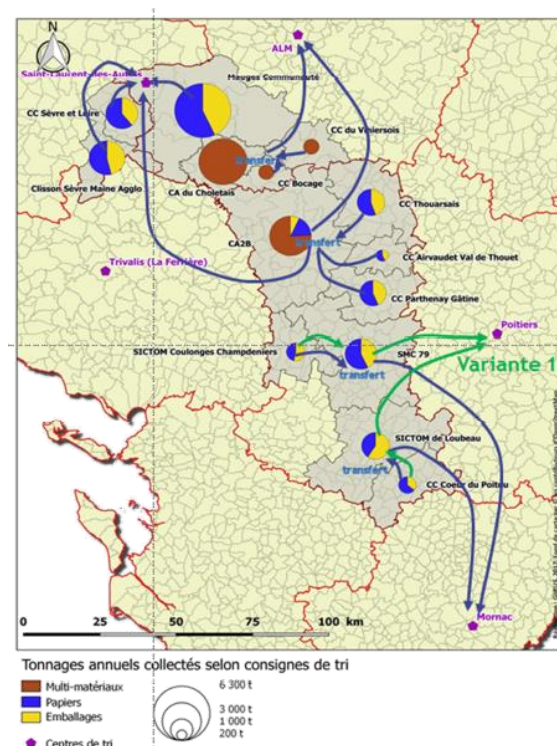 N
ALM
Saint-Laurent-des-Autels
Mauges Communauté
CC Sèvre et Loire
CC du Vihiersois
transfert
CC Bocage
Clisson Sèvre Maine Agglo
CA du Choletais
CC Thouarsais
CA2B
transfert
CC Airvaudet Val de Thouet
Trivalis (La Ferrière)
CC Parthenay Gâtine
Poitiers
SICTOM Coulonges Champdeniers
SMC 79
Variante 1
transfert
SICTOM de Loubeau
transfert
CC Coeur du Poitou
Mornac
0 25 50 75 100 km
Tonnages annuels collectés selon consignes de tri
Multi-matériaux
Papiers
Emballages
Centres de tri
6 300 t
3 000 t
1 000 t
200 t